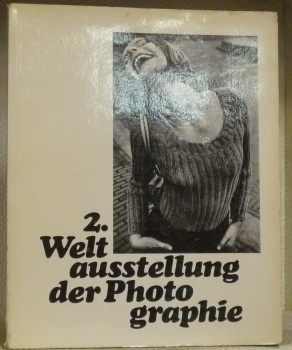 2.
Welt
ausstellung
der Photo
graphie